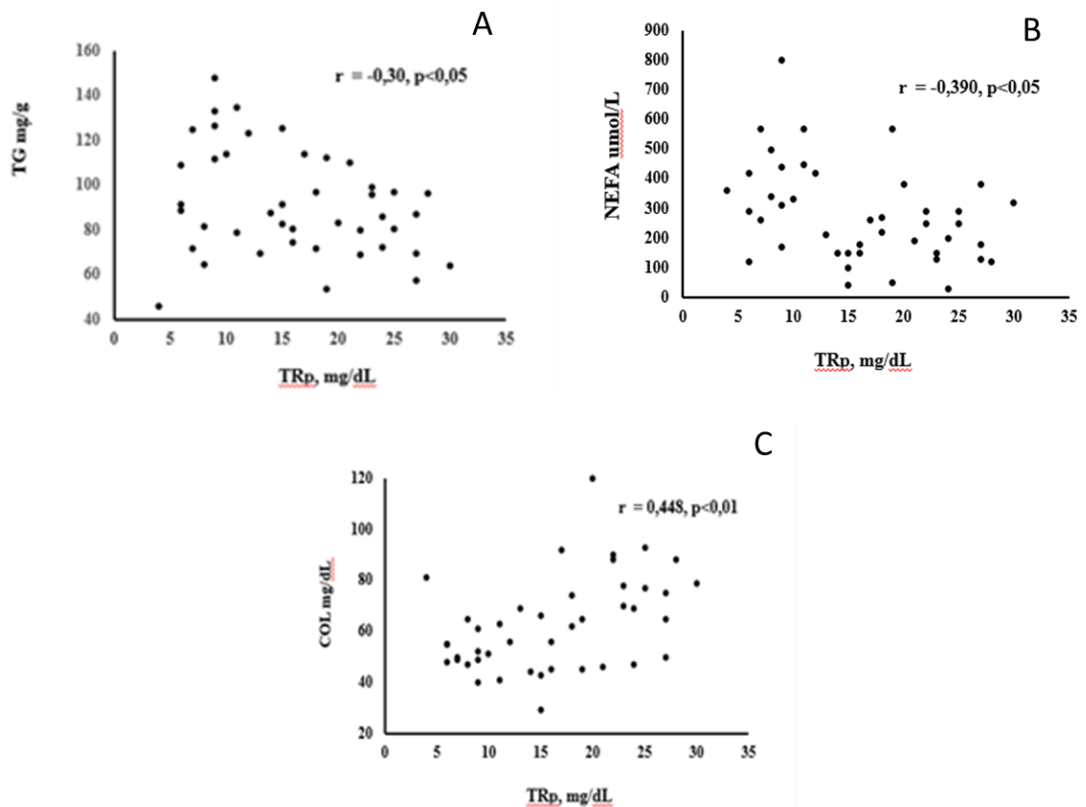 A
160
140
120
100
80
60
40
TG mg/g
r = -0,30, p<0,05
0 5 10 15 20 25 30 35
TRp, mg/dL
B
900
800
700
600
500
400
300
200
100
0
NEFA umol/L
r = -0,390, p<0,05
0 5 10 15 20 25 30 35
TRp, mg/dL
C
120
100
80
60
40
20
COL mg/dL
r = 0,448, p<0,01
0 5 10 15 20 25 30 35
TRp, mg/dL